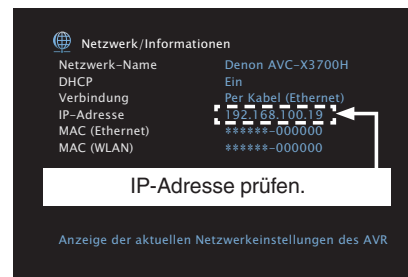 Netzwerk/Informationen
Netzwerk-Name Denon AVC-X3700H
DHCP Ein
Verbindung Per Kabel (Ethernet)
IP-Adresse 192.168.100.19
MAC (Ethernet) ******-000000
MAC (WLAN) ******-000000
IP-Adresse prüfen.
Anzeige der aktuellen Netzwerkeinstellungen des AVR